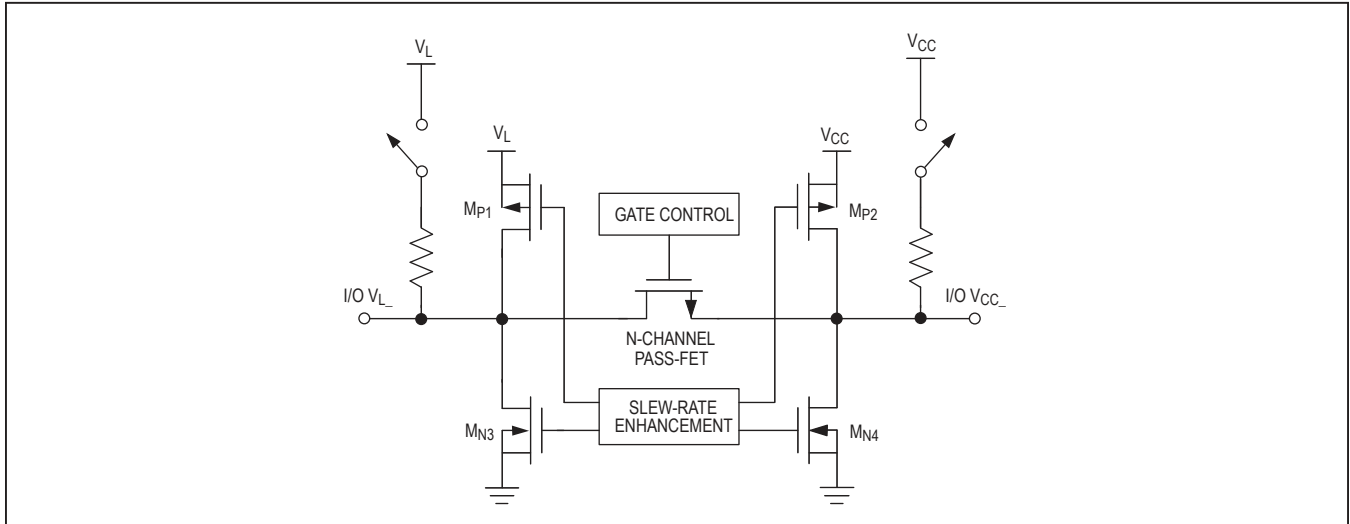 V_L
V_CC
V_L
V_CC
M_P1
GATE CONTROL
M_P2
I/O V_L_
I/O V_CC_
N-CHANNEL
PASS-FET
SLEW-RATE
ENHANCEMENT
M_N3
M_N4